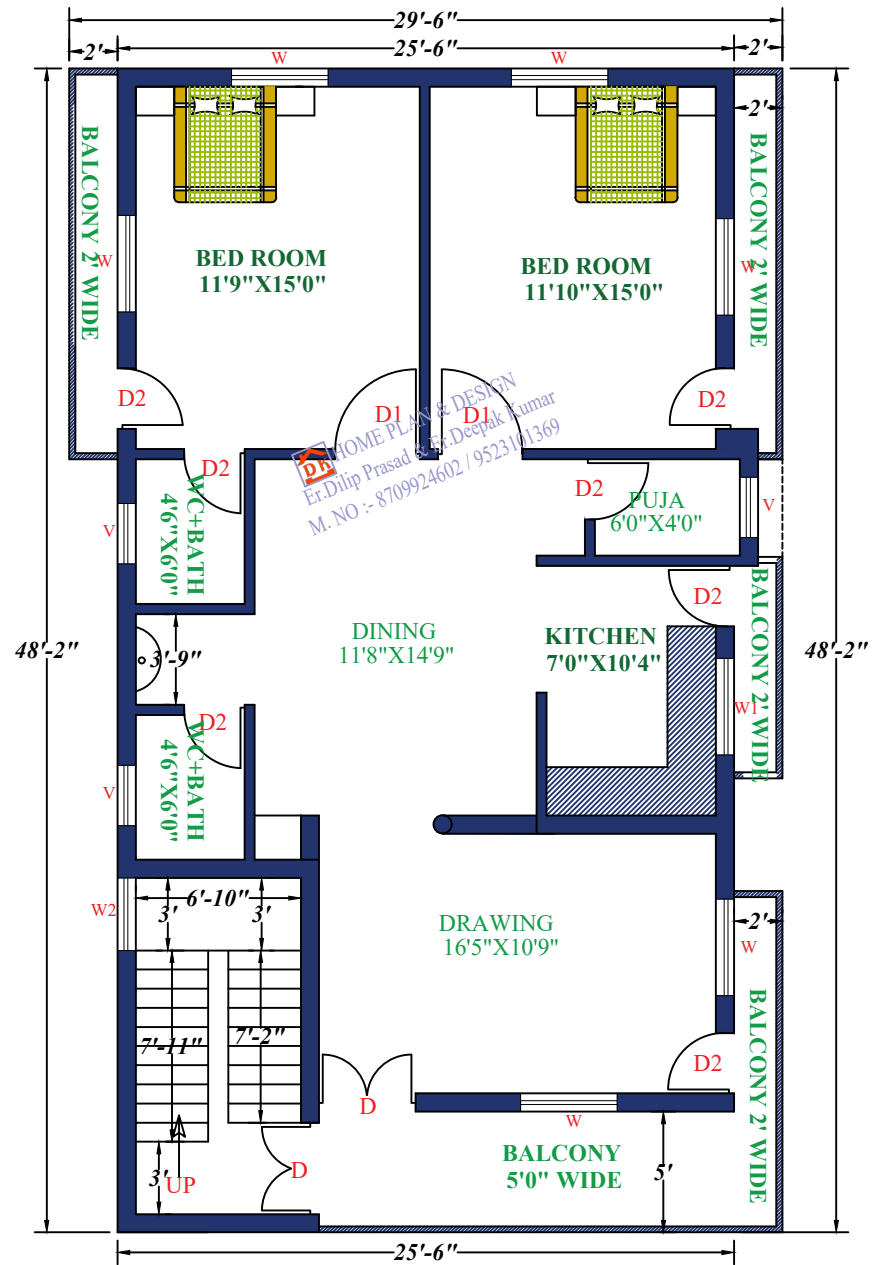 29'-6"
2'
25'-6"
2'
W
W
2'
BALCONY 2' WIDE
BALCONY 2' WIDE
W
W
BED ROOM
11'9"X15'0"
BED ROOM
11'10"X15'0"
D2
D1
D1
D2
DK
HOME PLAN & DESIGN
Er.Dilip Prasad & Er.Deepak Kumar
M. NO :- 8709924602 / 9523101369
D2
WC+BATH
4'6"X6'0"
V
D2
PUJA
6'0"X4'0"
V
48'-2"
3'-9"
DINING
11'8"X14'9"
KITCHEN
7'0"X10'4"
D2
BALCONY 2' WIDE
W1
48'-2"
D2
WC+BATH
4'6"X6'0"
V
W2
6'-10"
3'
3'
DRAWING
16'5"X10'9"
2'
W
7'-11"
7'-2"
D2
BALCONY 2' WIDE
D
W
3'
UP
D
BALCONY
5'0" WIDE
5'
25'-6"